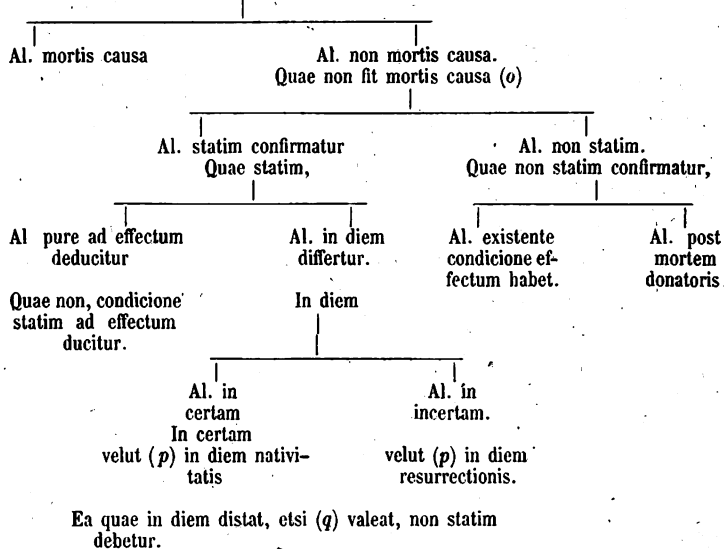 Al. mortis causa
Al. non mortis causa.
Quae non fit mortis causa (o)
Al. statim confirmatur
Quae statim,
Al. non statim.
Quae non statim confirmatur,
Al pure ad effectum
deducitur
Al. in diem
differtur.
Al. existente
condicione ef-
fectum habet.
Al. post
mortem
donatoris
Quae non, condicione
statim ad effectum
ducitur.
In diem
Al. in
certam
In certam
velut (p) in diem nativi-
tatis
Al. in
incertam.
velut (p) in diem
resurrectionis.
Ea quae in diem distat, etsi (q) valeat, non statim
debetur.